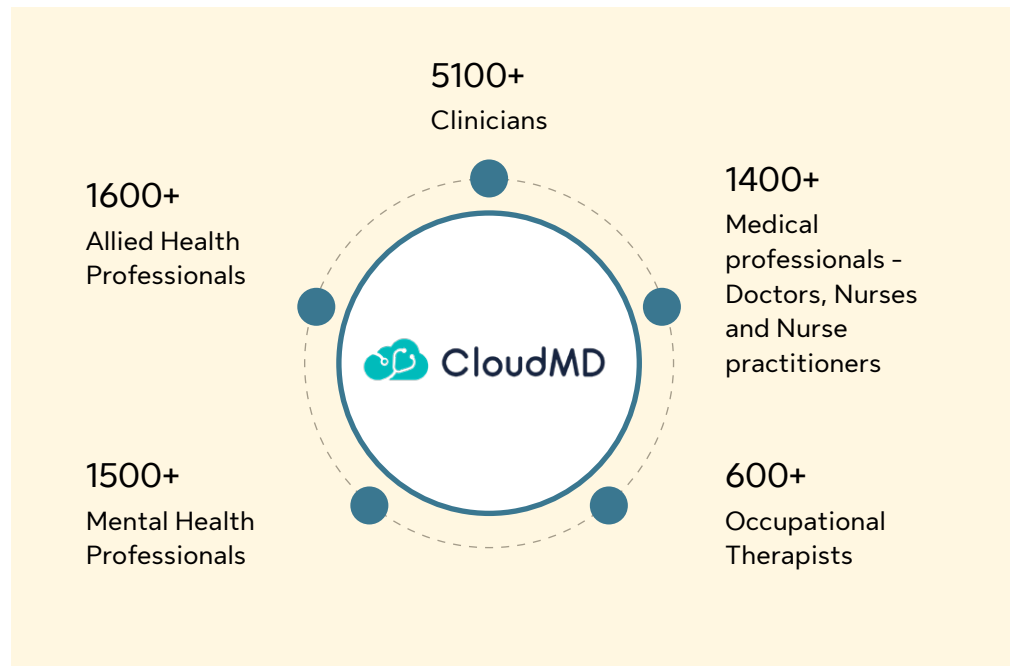 5100+
Clinicians
1600+
Allied Health
Professionals
1400+
Medical
professionals -
Doctors, Nurses
and Nurse
practitioners
CloudMD
1500+
Mental Health
Professionals
600+
Occupational
Therapists